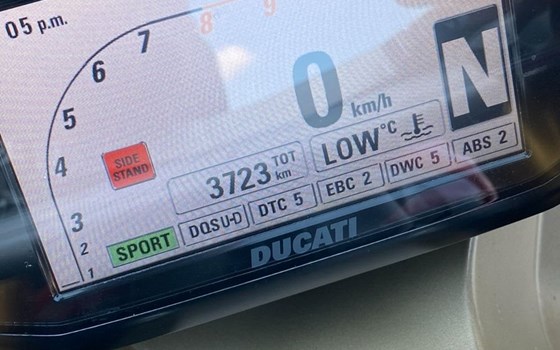 05 p.m.
9
8
7
6
5
4
3
2
1
0 km/h
N
SIDE
STAND
3723 TOT
km
LOW °C
SPORT
DQSU-D
DTC 5
EBC 2
DWC 5
ABS 2
DUCATI